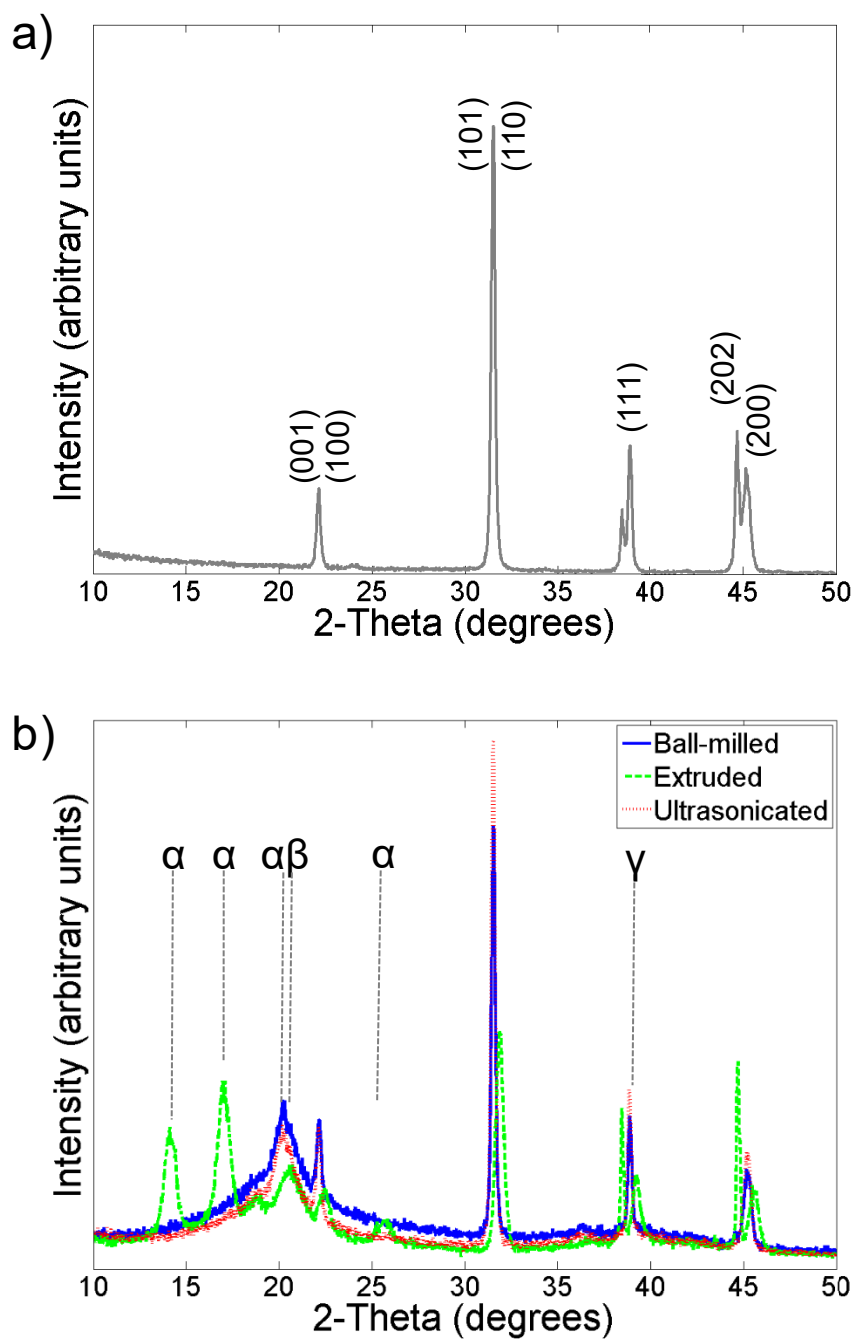 a)
Intensity (arbitrary units)
(001)
(100)
(101)
(110)
(111)
(202)
(200)
10 15 20 25 30 35 40 45 50
2-Theta (degrees)
b)
Intensity (arbitrary units)
Ball-milled
Extruded
Ultrasonicated
α α αβ α γ
10 15 20 25 30 35 40 45 50
2-Theta (degrees)